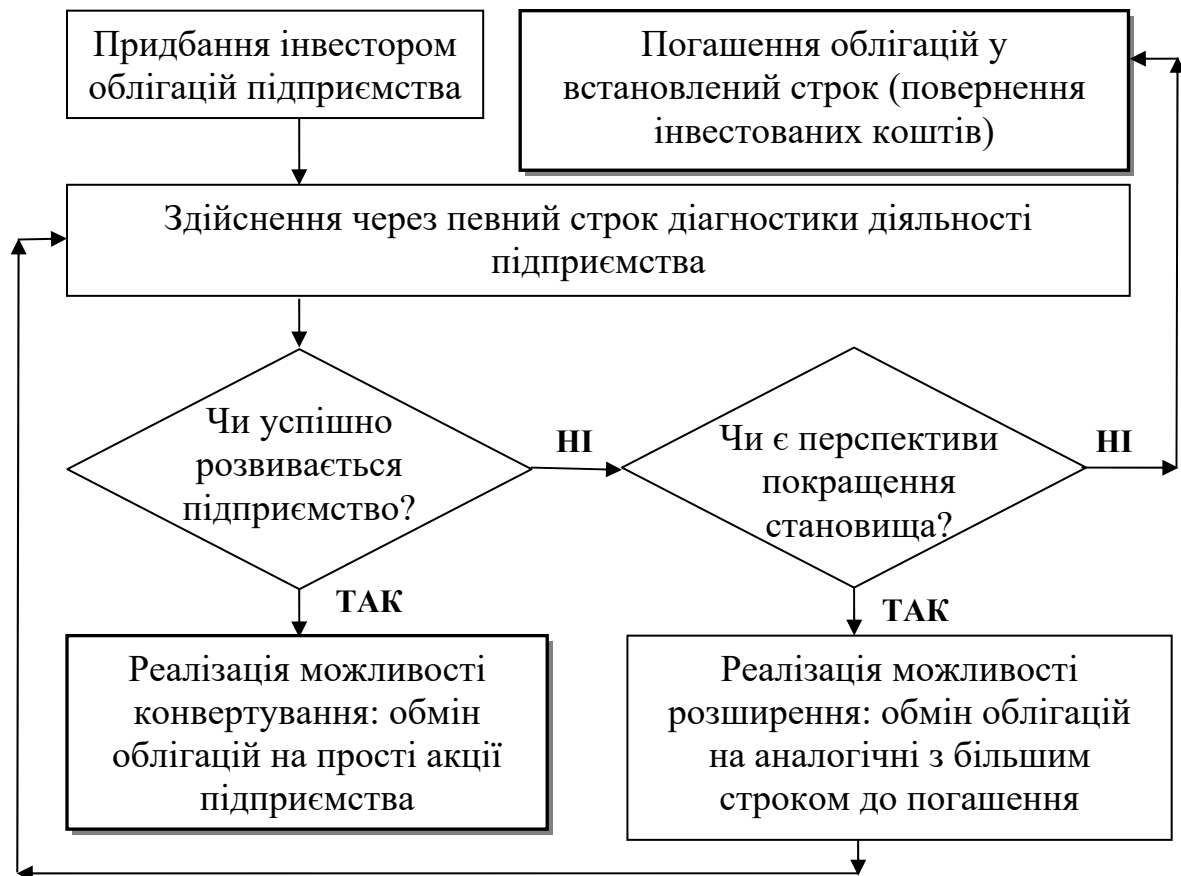 Придбання інвестором
облігацій підприємства
Погашення облігацій у
встановлений строк (повернення
інвестованих коштів)
Здійснення через певний строк діагностики діяльності
підприємства
Чи успішно
розвивається
підприємство?
НІ
Чи є перспективи
покращення
становища?
НІ
ТАК
ТАК
Реалізація можливості
конвертування: обмін
облігацій на прості акції
підприємства
Реалізація можливості
розширення: обмін облігацій
на аналогічні з більшим
строком до погашення